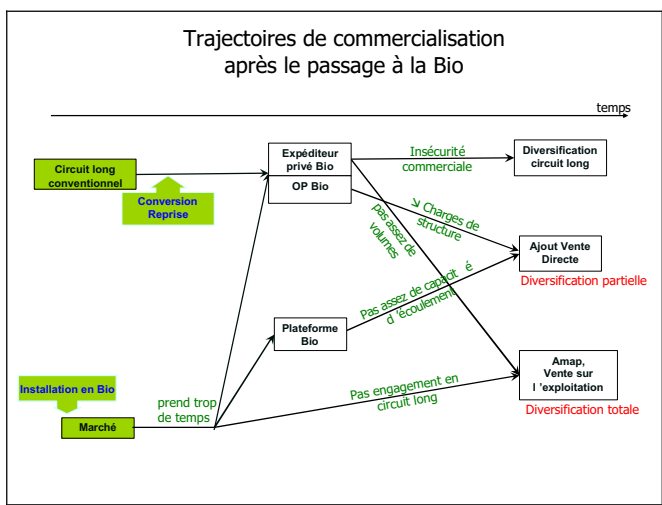 Trajectoires de commercialisation
après le passage à la Bio
temps
Circuit long
conventionnel
Conversion
Reprise
Expéditeur
privé Bio
OP Bio
Insécurité
commerciale
Diversification
circuit long
↘ Charges de
structure
pas assez de
volumes
Ajout Vente
Directe
Diversification partielle
Pas assez de capacit é
d ’écoulement
Plateforme
Bio
Installation en Bio
Marché
prend trop
de temps
Pas engagement en
circuit long
Amap,
Vente sur
l ’exploitation
Diversification totale